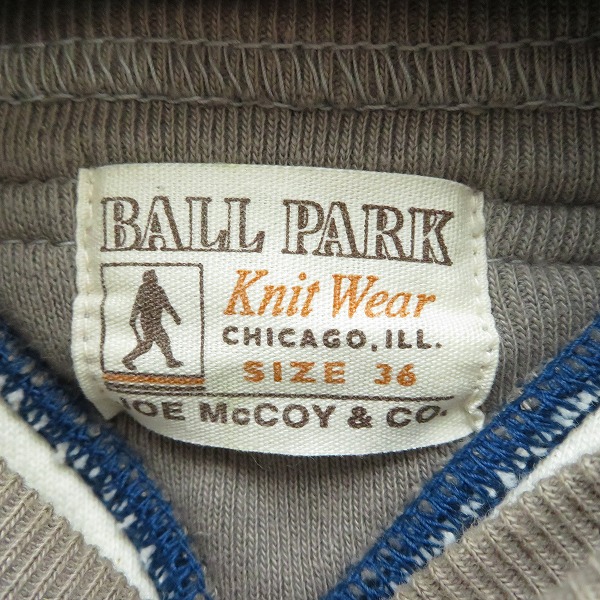 BALL PARK
Knit Wear
CHICAGO, ILL.
SIZE 36
JOE McCOY & CO.